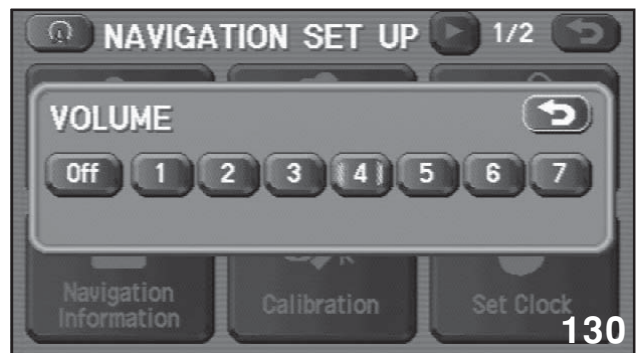 NAVIGATION SET UP 1/2
VOLUME
Off 1 2 3 4 5 6 7
Navigation Calibration Set Clock
Information
130